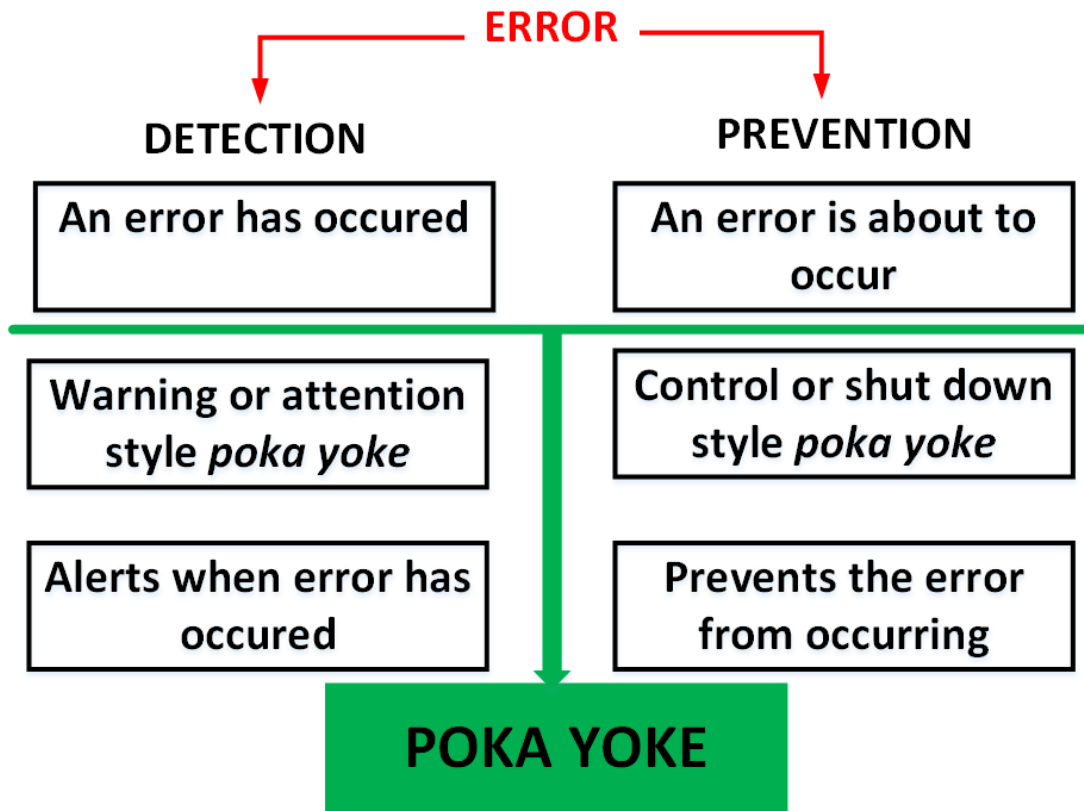 ERROR
DETECTION
An error has occured
Warning or attention
style poka yoke
Alerts when error has
occured
PREVENTION
An error is about to
occur
Control or shut down
style poka yoke
Prevents the error
from occurring
POKA YOKE